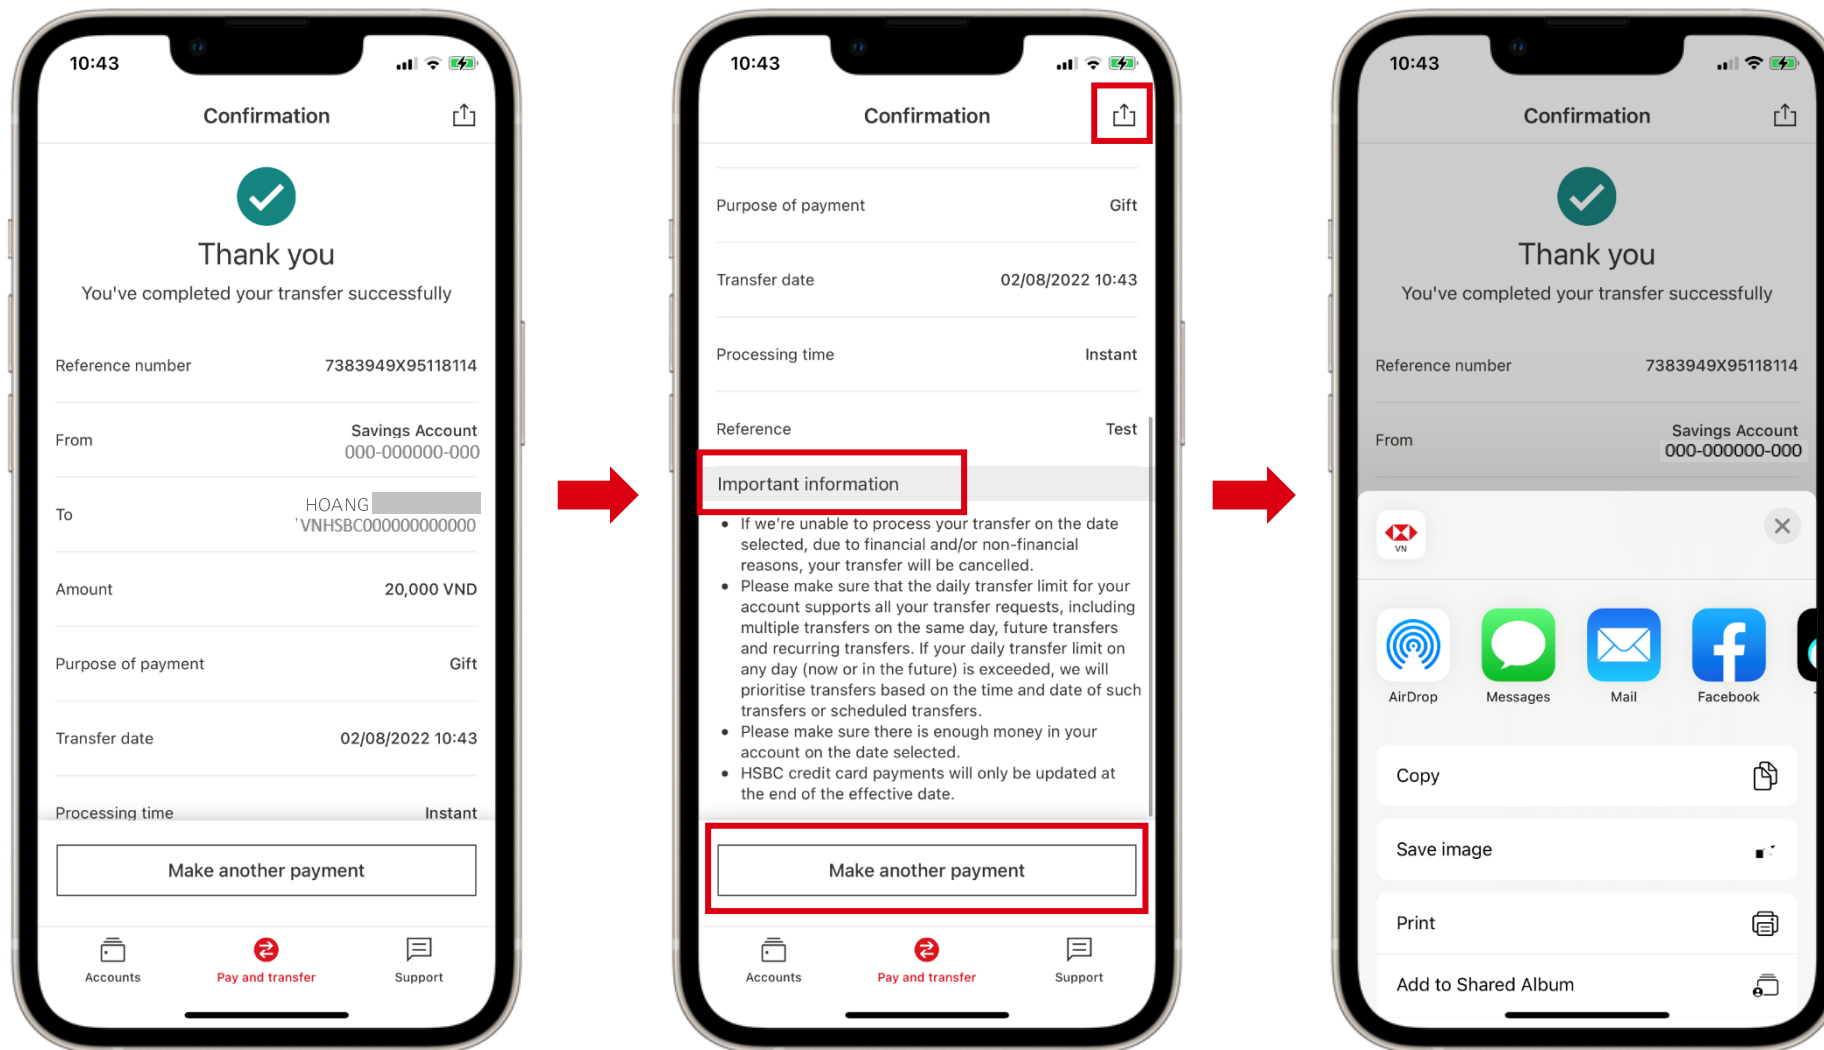 10:43
Confirmation
Thank you
You've completed your transfer successfully
Reference number 7383949X95118114
From Savings Account
000-000000-000
To HOANG
VNHSBC000000000000
Amount 20,000 VND
Purpose of payment Gift
Transfer date 02/08/2022 10:43
Processing time Instant
Make another payment
Accounts Pay and transfer Support
10:43
Confirmation
Purpose of payment Gift
Transfer date 02/08/2022 10:43
Processing time Instant
Reference Test
Important information
• If we're unable to process your transfer on the date
selected, due to financial and/or non-financial
reasons, your transfer will be cancelled.
• Please make sure that the daily transfer limit for your
account supports all your transfer requests, including
multiple transfers on the same day, future transfers
and recurring transfers. If your daily transfer limit on
any day (now or in the future) is exceeded, we will
prioritise transfers based on the time and date of such
transfers or scheduled transfers.
• Please make sure there is enough money in your
account on the date selected.
• HSBC credit card payments will only be updated at
the end of the effective date.
Make another payment
Accounts Pay and transfer Support
10:43
Confirmation
Thank you
You've completed your transfer successfully
Reference number 7383949X95118114
From Savings Account
000-000000-000
VN
AirDrop Messages Mail Facebook
Copy
Save image
Print
Add to Shared Album